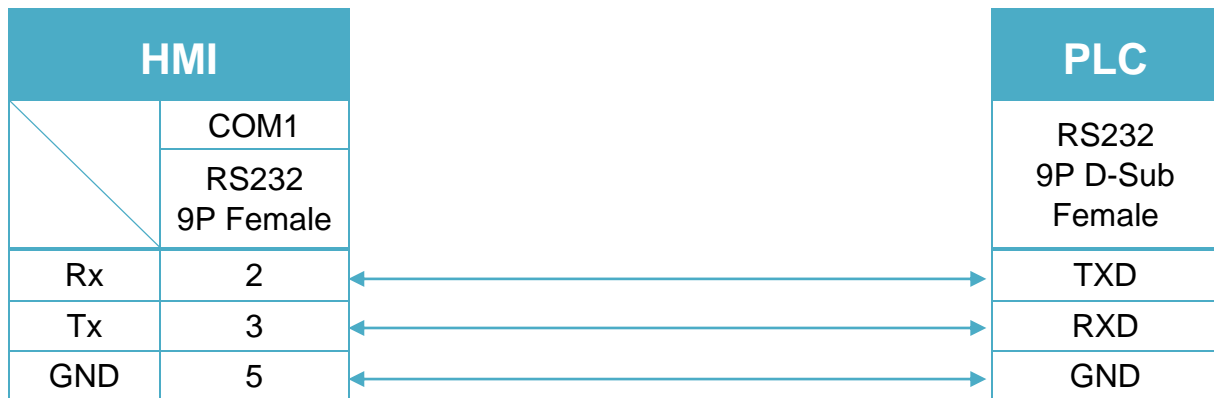 HMI
PLC
COM1
RS232
9P Female
RS232
9P D-Sub
Female
Rx 2 TXD
Tx 3 RXD
GND 5 GND